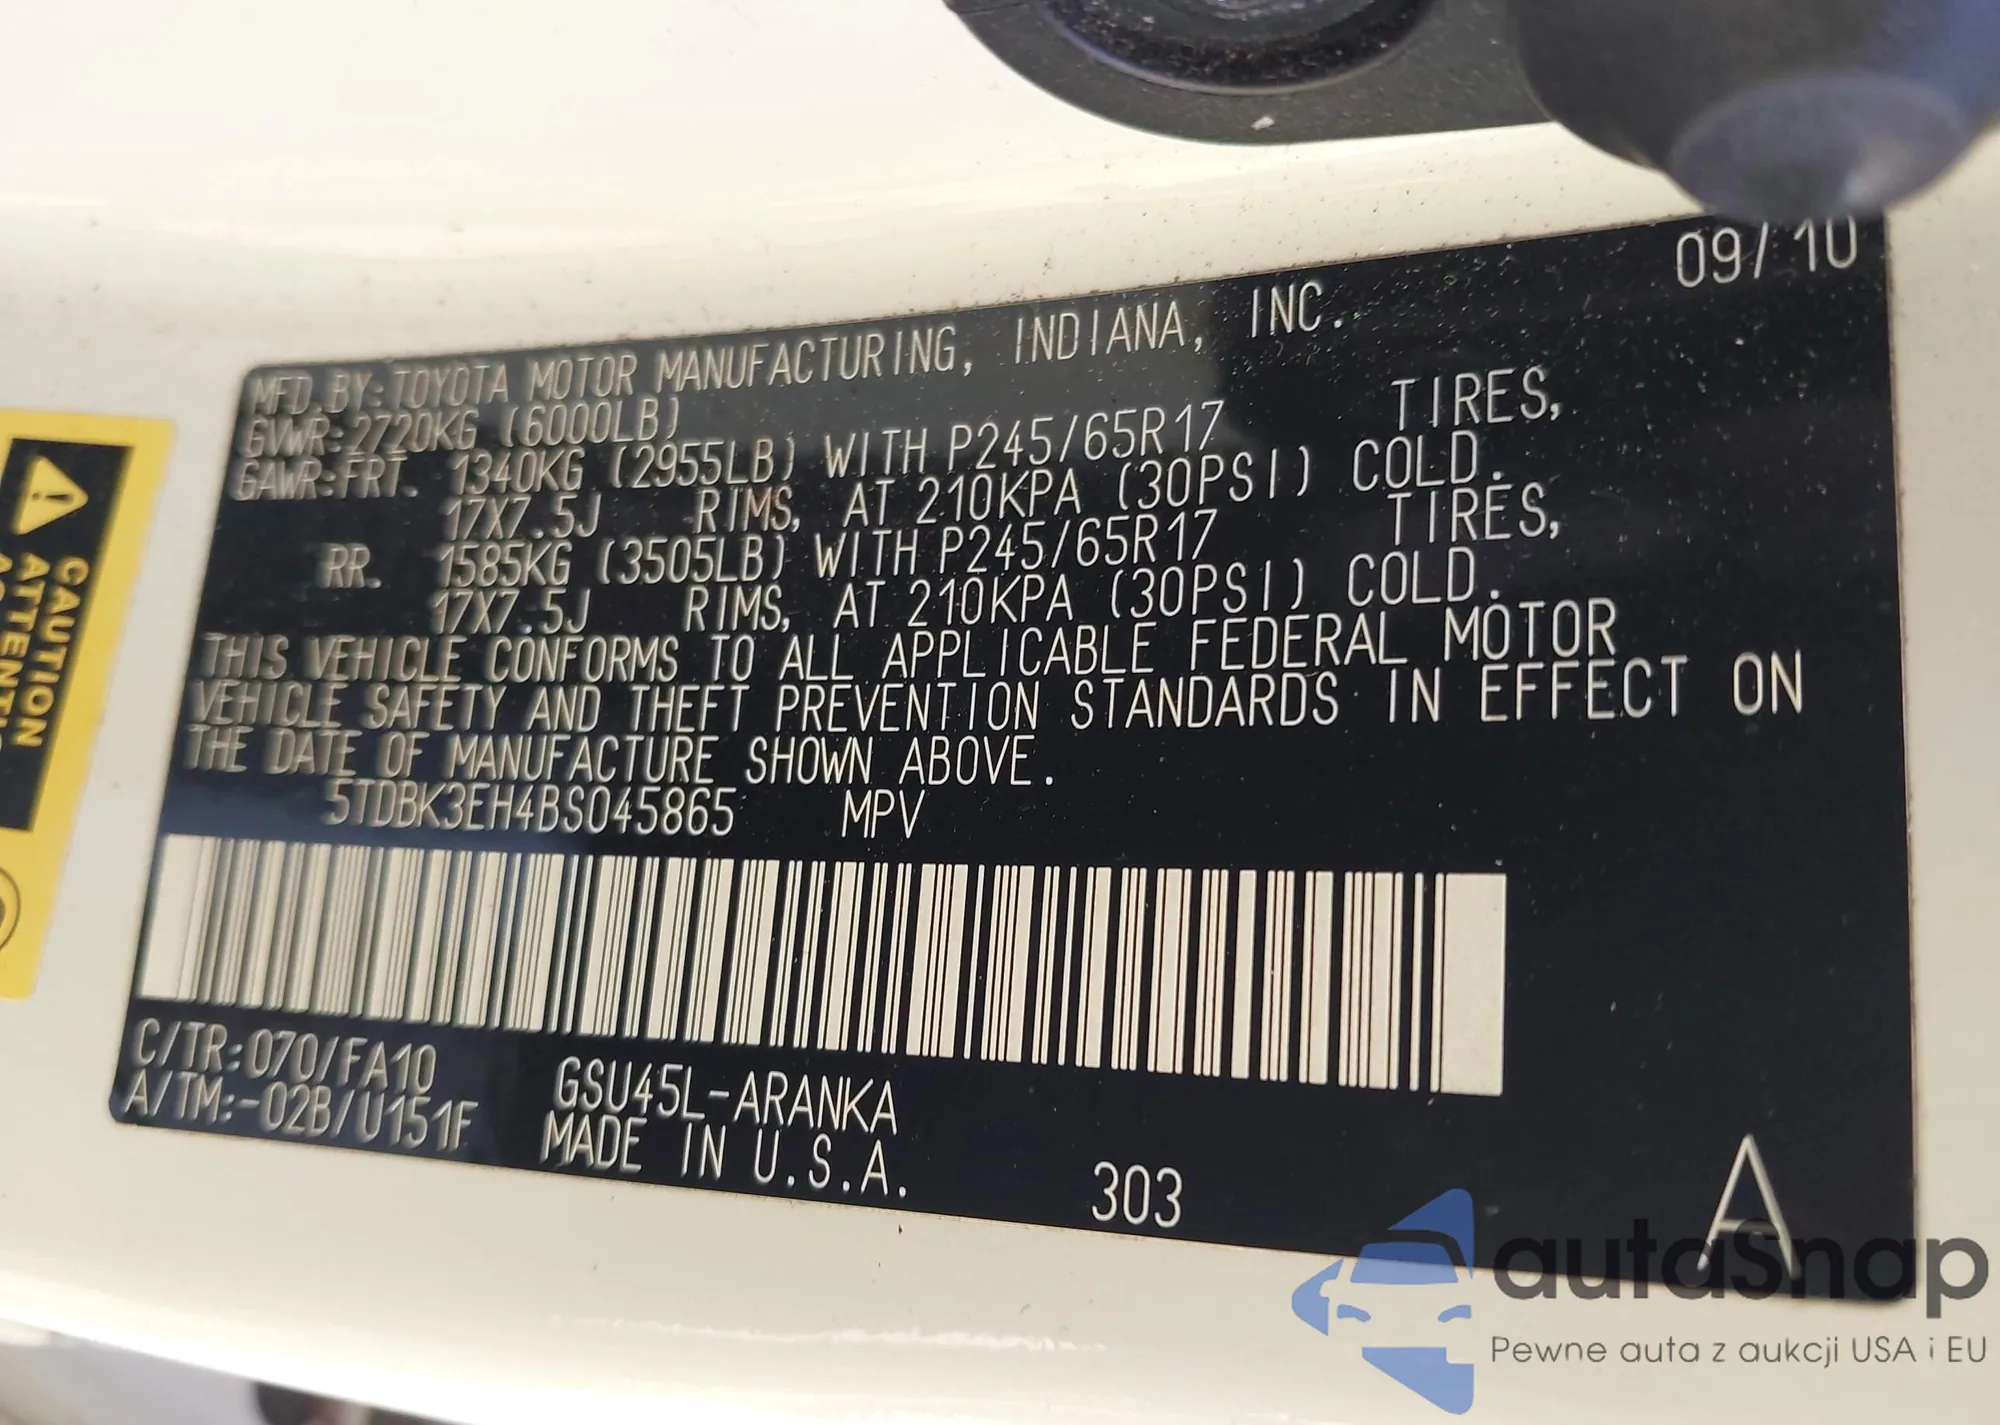 09/10
MFD.BY:TOYOTA MOTOR MANUFACTURING, INDIANA, INC.
GVWR:2720KG (6000LB)
GAWR:FRT. 1340KG (2955LB) WITH P245/65R17 TIRES,
17X7.5J RIMS, AT 210KPA (30PSI) COLD.
RR. 1585KG (3505LB) WITH P245/65R17 TIRES,
17X7.5J RIMS, AT 210KPA (30PSI) COLD.
THIS VEHICLE CONFORMS TO ALL APPLICABLE FEDERAL MOTOR
VEHICLE SAFETY AND THEFT PREVENTION STANDARDS IN EFFECT ON
THE DATE OF MANUFACTURE SHOWN ABOVE.
5TDBK3EH4BS045865 MPV
C/TR:070/FA10 GSU45L-ARANKA
A/TM:-02B/U151F MADE IN U.S.A. 303 A
CAUTION
autaSnap
Pewne auta z aukcji USA i EU